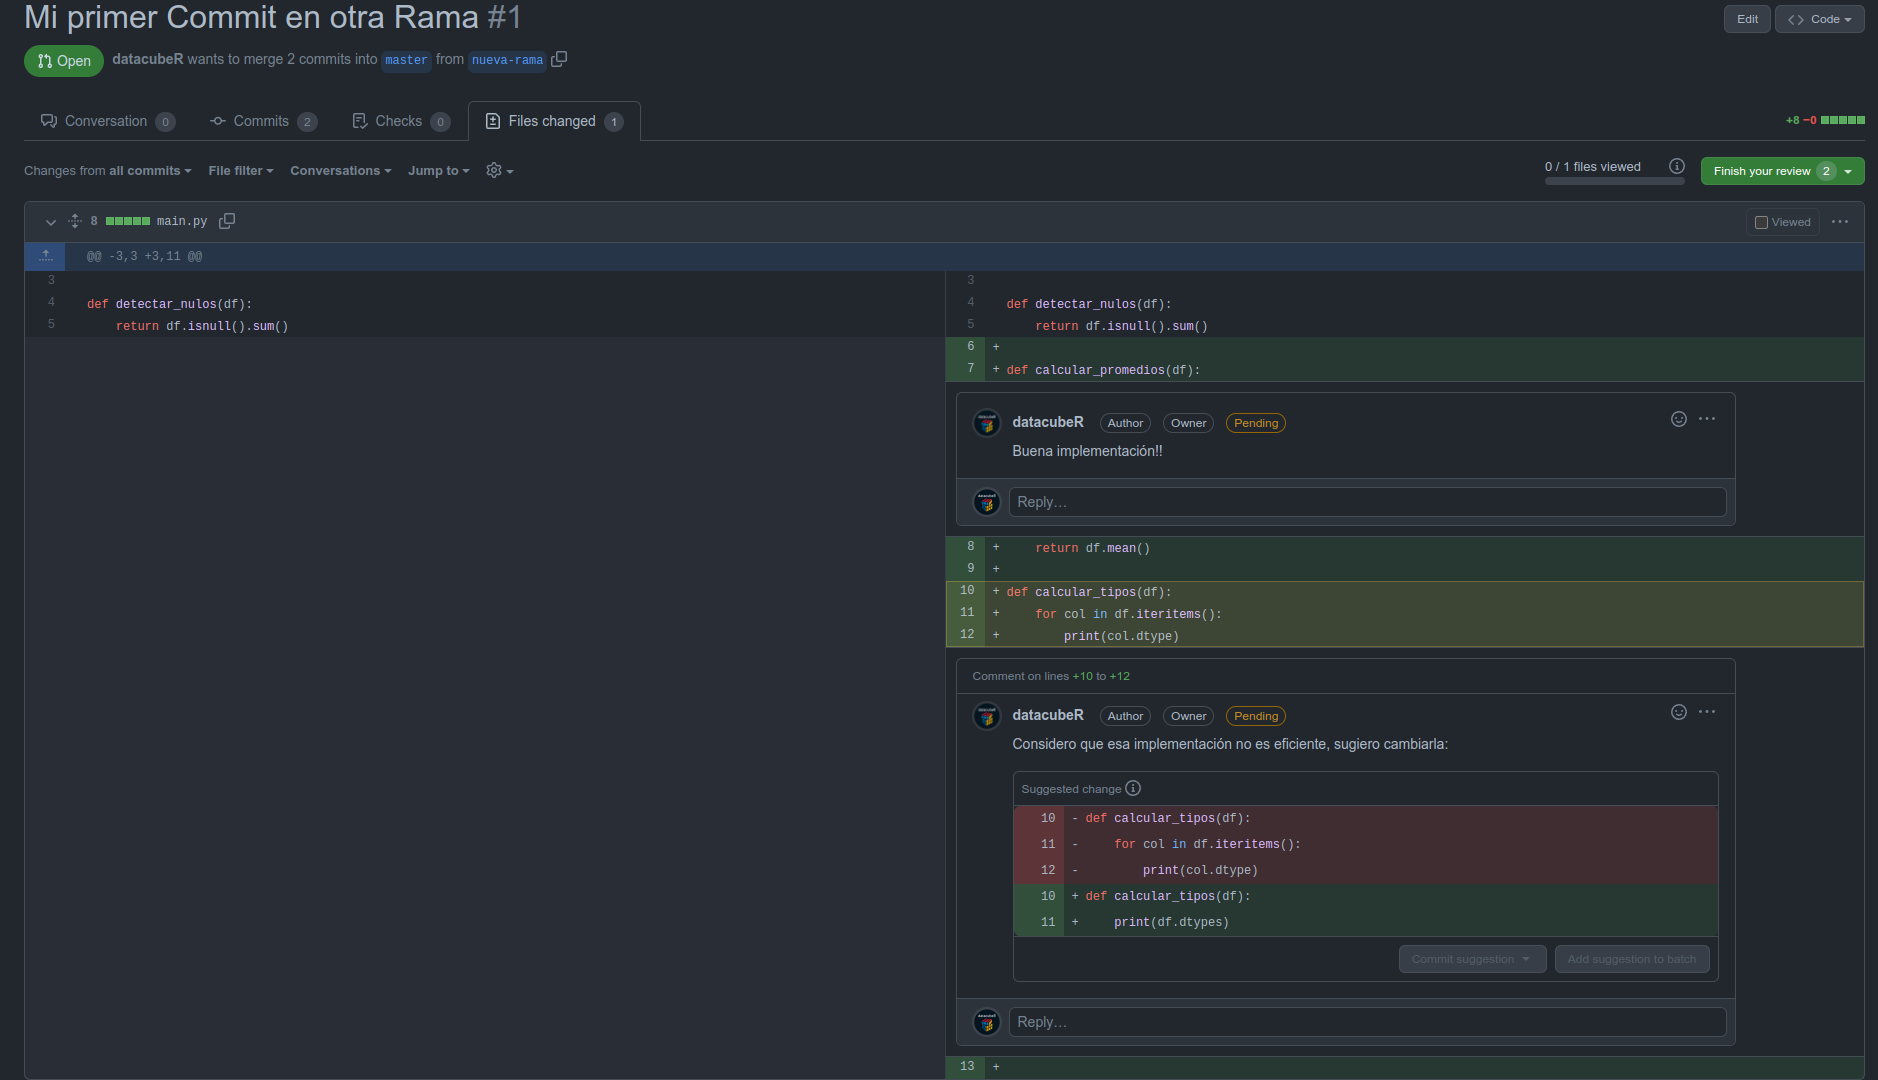 Mi primer Commit en otra Rama #1
Edit
Code
Open
datacubeR wants to merge 2 commits into master from nueva-rama
Conversation 0
Commits 2
Checks 0
Files changed 1
+8 −0
Changes from all commits
File filter
Conversations
Jump to
0 / 1 files viewed
Finish your review 2
8 main.py
Viewed
@@ -3,3 +3,11 @@
3
4 def detectar_nulos(df):
5 return df.isnull().sum()
3
4 def detectar_nulos(df):
5 return df.isnull().sum()
6 +
7 + def calcular_promedios(df):
datacubeR Author Owner Pending
Buena implementación!!
Reply...
8 + return df.mean()
9 +
10 + def calcular_tipos(df):
11 + for col in df.iteritems():
12 + print(col.dtype)
Comment on lines +10 to +12
datacubeR Author Owner Pending
Considero que esa implementación no es eficiente, sugiero cambiarla:
Suggested change
10 - def calcular_tipos(df):
11 - for col in df.iteritems():
12 - print(col.dtype)
10 + def calcular_tipos(df):
11 + print(df.dtypes)
Commit suggestion
Add suggestion to batch
Reply...
13 +